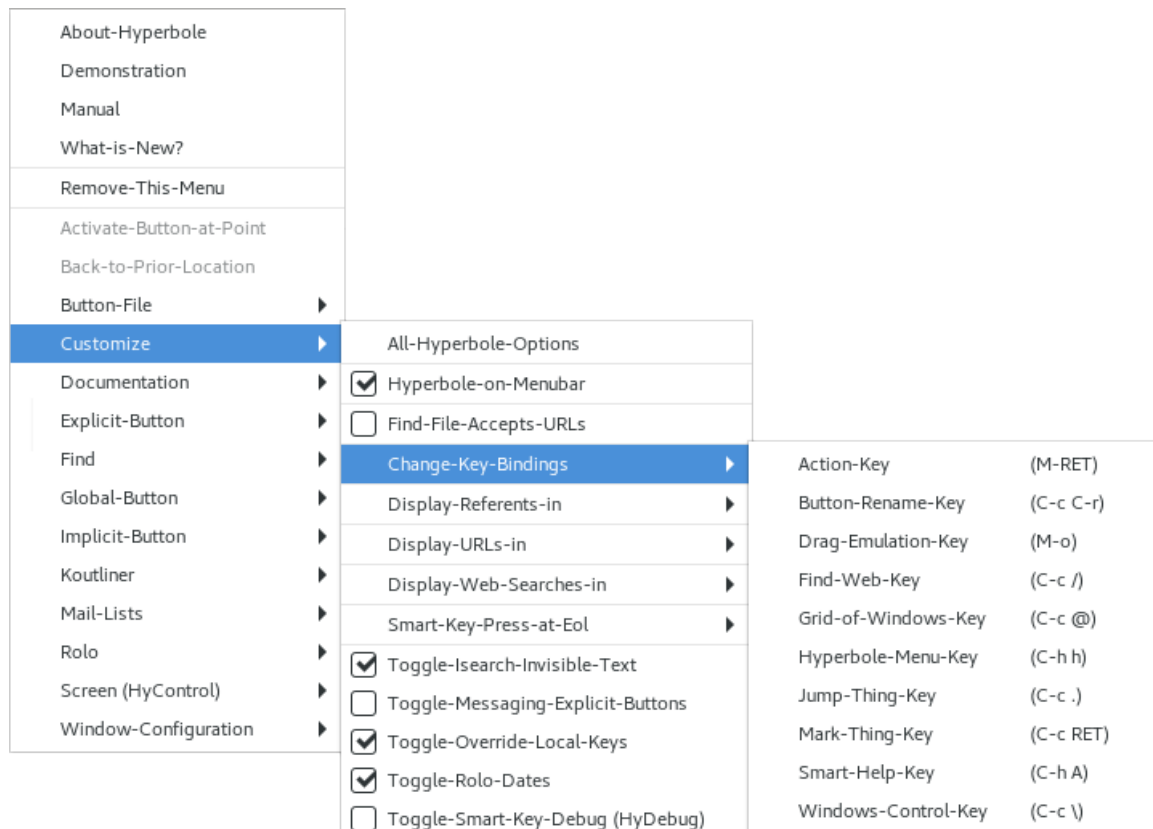 About-Hyperbole
Demonstration
Manual
What-is-New?
Remove-This-Menu
Activate-Button-at-Point
Back-to-Prior-Location
Button-File
Customize
Documentation
Explicit-Button
Find
Global-Button
Implicit-Button
Koutliner
Mail-Lists
Rolo
Screen (HyControl)
Window-Configuration
All-Hyperbole-Options
Hyperbole-on-Menubar
Find-File-Accepts-URLs
Change-Key-Bindings
Display-Referents-in
Display-URLs-in
Display-Web-Searches-in
Smart-Key-Press-at-Eol
Toggle-Isearch-Invisible-Text
Toggle-Messaging-Explicit-Buttons
Toggle-Override-Local-Keys
Toggle-Rolo-Dates
Toggle-Smart-Key-Debug (HyDebug)
Action-Key (M-RET)
Button-Rename-Key (C-c C-r)
Drag-Emulation-Key (M-o)
Find-Web-Key (C-c /)
Grid-of-Windows-Key (C-c @)
Hyperbole-Menu-Key (C-h h)
Jump-Thing-Key (C-c .)
Mark-Thing-Key (C-c RET)
Smart-Help-Key (C-h A)
Windows-Control-Key (C-c \)